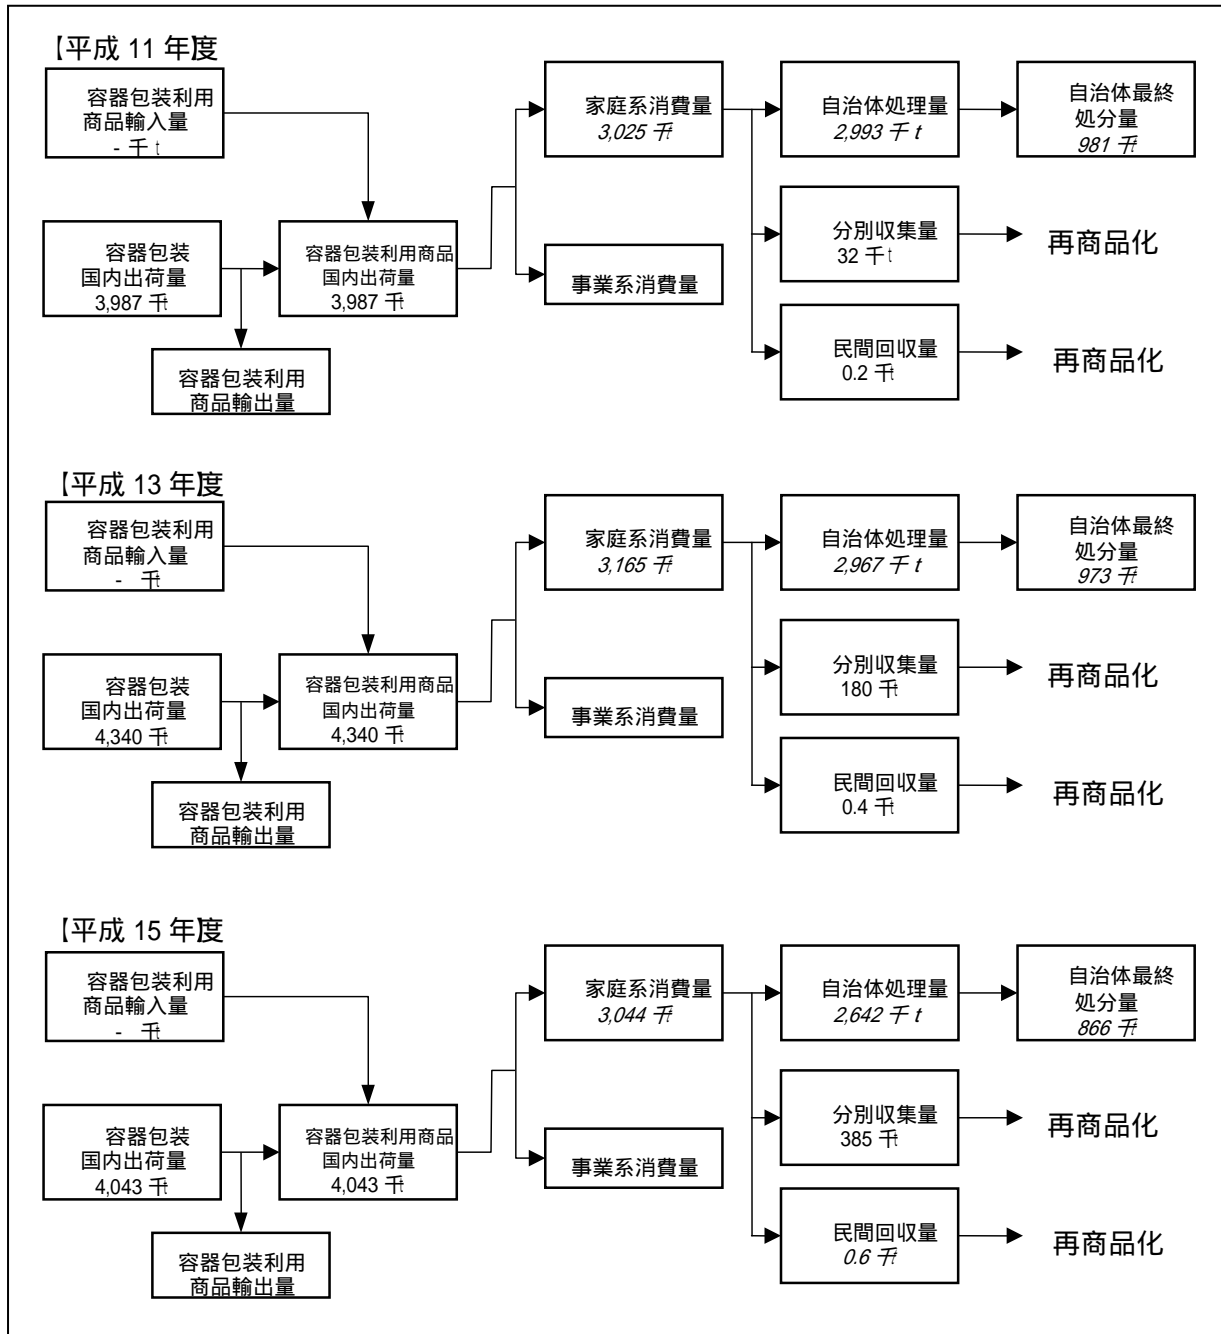 【平成 11 年】度
容器包装利用
商品輸入量
- 千 t
容器包装
国内出荷量
3,987 千t
容器包装利用
商品輸出量
容器包装利用商品
国内出荷量
3,987 千t
家庭系消費量
3,025 千t
事業系消費量
自治体処理量
2,993 千 t
分別収集量
32 千t
民間回収量
0.2 千t
自治体最終
処分量
981 千t
再商品化
再商品化
【平成 13 年】度
容器包装利用
商品輸入量
- 千t
容器包装
国内出荷量
4,340 千t
容器包装利用
商品輸出量
容器包装利用商品
国内出荷量
4,340 千t
家庭系消費量
3,165 千t
事業系消費量
自治体処理量
2,967 千 t
分別収集量
180 千t
民間回収量
0.4 千t
自治体最終
処分量
973 千t
再商品化
再商品化
【平成 15 年】度
容器包装利用
商品輸入量
- 千t
容器包装
国内出荷量
4,043 千t
容器包装利用
商品輸出量
容器包装利用商品
国内出荷量
4,043 千t
家庭系消費量
3,044 千t
事業系消費量
自治体処理量
2,642 千 t
分別収集量
385 千t
民間回収量
0.6 千t
自治体最終
処分量
866 千t
再商品化
再商品化